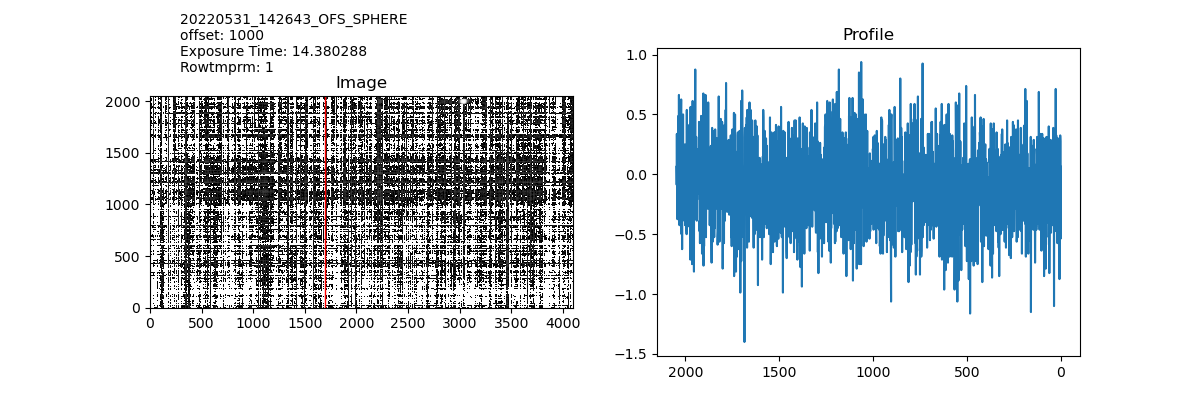 20220531_142643_OFS_SPHERE
offset: 1000
Exposure Time: 14.380288
Rowtmprm: 1
Image
2000
1500
1000
500
0
0 500 1000 1500 2000 2500 3000 3500 4000
Profile
1.0
0.5
0.0
−0.5
−1.0
−1.5
2000 1500 1000 500 0